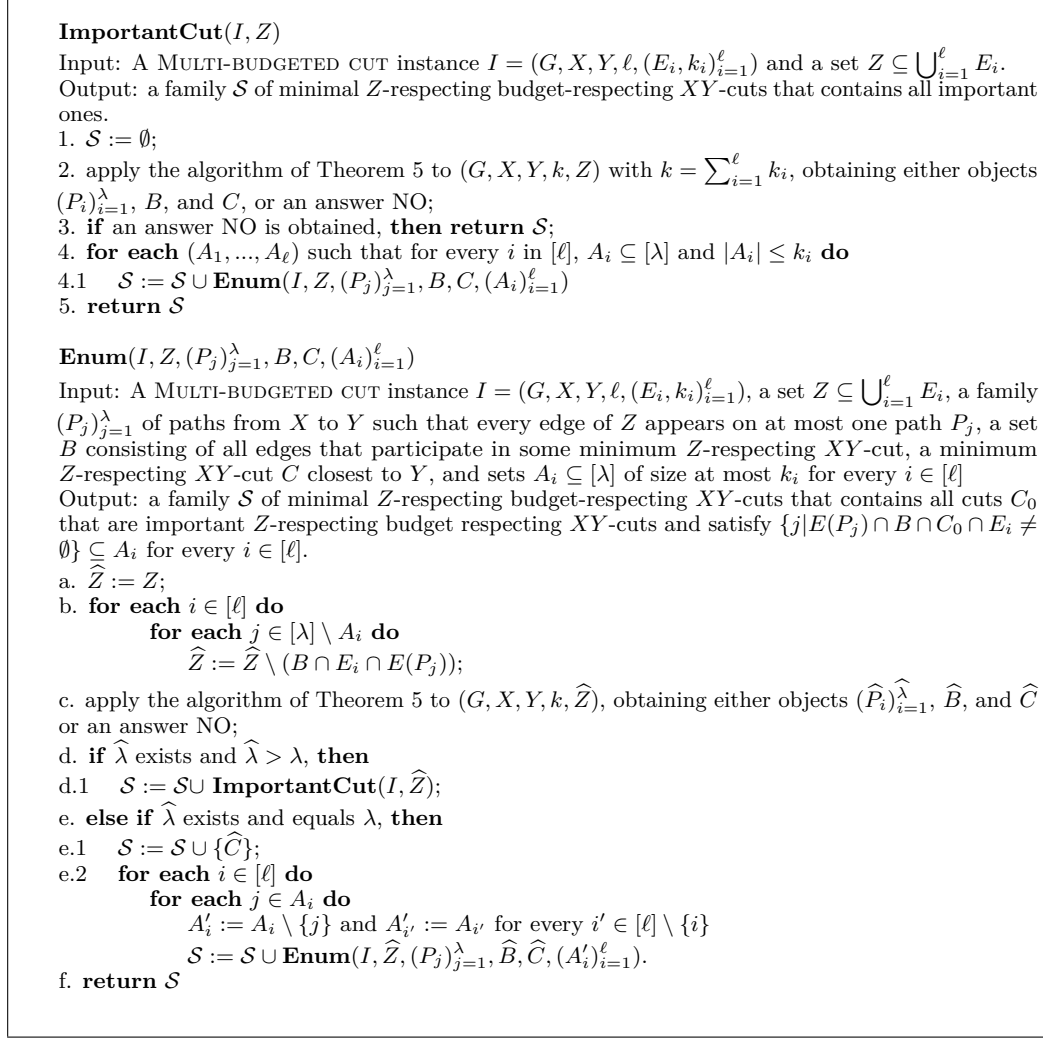 ImportantCut(I, Z)
Input: A MULTI-BUDGETED CUT instance I = (G, X, Y, ℓ, (E_i, k_i)_{i=1}^ℓ) and a set Z ⊆ ⋃_{i=1}^ℓ E_i.
Output: a family 𝒮 of minimal Z-respecting budget-respecting XY-cuts that contains all important
ones.
1. 𝒮 := ∅;
2. apply the algorithm of Theorem 5 to (G, X, Y, k, Z) with k = ∑_{i=1}^ℓ k_i, obtaining either objects
(P_i)_{i=1}^λ, B, and C, or an answer NO;
3. if an answer NO is obtained, then return 𝒮;
4. for each (A_1, ..., A_ℓ) such that for every i in [ℓ], A_i ⊆ [λ] and |A_i| ≤ k_i do
4.1 𝒮 := 𝒮 ∪ Enum(I, Z, (P_j)_{j=1}^λ, B, C, (A_i)_{i=1}^ℓ)
5. return 𝒮
Enum(I, Z, (P_j)_{j=1}^λ, B, C, (A_i)_{i=1}^ℓ)
Input: A MULTI-BUDGETED CUT instance I = (G, X, Y, ℓ, (E_i, k_i)_{i=1}^ℓ), a set Z ⊆ ⋃_{i=1}^ℓ E_i, a family
(P_j)_{j=1}^λ of paths from X to Y such that every edge of Z appears on at most one path P_j, a set
B consisting of all edges that participate in some minimum Z-respecting XY-cut, a minimum
Z-respecting XY-cut C closest to Y, and sets A_i ⊆ [λ] of size at most k_i for every i ∈ [ℓ]
Output: a family 𝒮 of minimal Z-respecting budget-respecting XY-cuts that contains all cuts C_0
that are important Z-respecting budget respecting XY-cuts and satisfy {j|E(P_j) ∩ B ∩ C_0 ∩ E_i ≠
∅} ⊆ A_i for every i ∈ [ℓ].
a. Ẑ := Z;
b. for each i ∈ [ℓ] do
for each j ∈ [λ] \ A_i do
Ẑ := Ẑ \ (B ∩ E_i ∩ E(P_j));
c. apply the algorithm of Theorem 5 to (G, X, Y, k, Ẑ), obtaining either objects (P̂_i)_{i=1}^λ̂, B̂, and Ĉ
or an answer NO;
d. if λ̂ exists and λ̂ > λ, then
d.1 𝒮 := 𝒮∪ ImportantCut(I, Ẑ);
e. else if λ̂ exists and equals λ, then
e.1 𝒮 := 𝒮 ∪ {Ĉ};
e.2 for each i ∈ [ℓ] do
for each j ∈ A_i do
A'_i := A_i \ {j} and A'_{i'} := A_{i'} for every i' ∈ [ℓ] \ {i}
𝒮 := 𝒮 ∪ Enum(I, Ẑ, (P_j)_{j=1}^λ, B̂, Ĉ, (A'_i)_{i=1}^ℓ).
f. return 𝒮